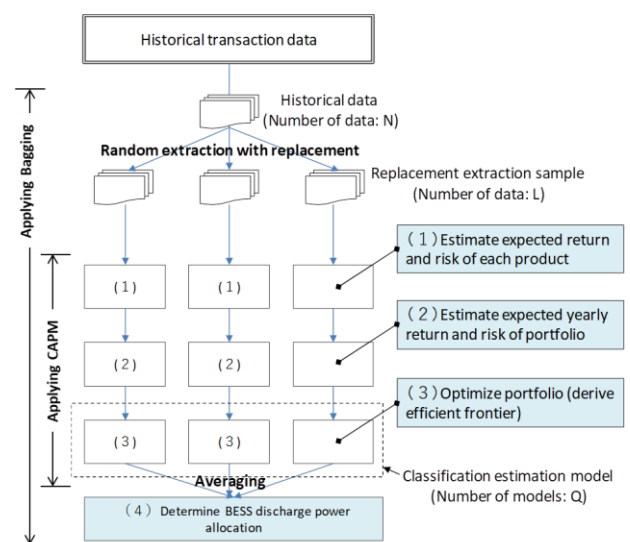 Historical transaction data
Historical data
(Number of data: N)
Random extraction with replacement
Replacement extraction sample
(Number of data: L)
Applying Bagging
Applying CAPM
(1)
(1)
(1)Estimate expected return
and risk of each product
(2)
(2)
(2)Estimate expected yearly
return and risk of portfolio
(3)
(3)
(3)Optimize portfolio (derive
efficient frontier)
Averaging
Classification estimation model
(Number of models: Q)
(4) Determine BESS discharge power
allocation